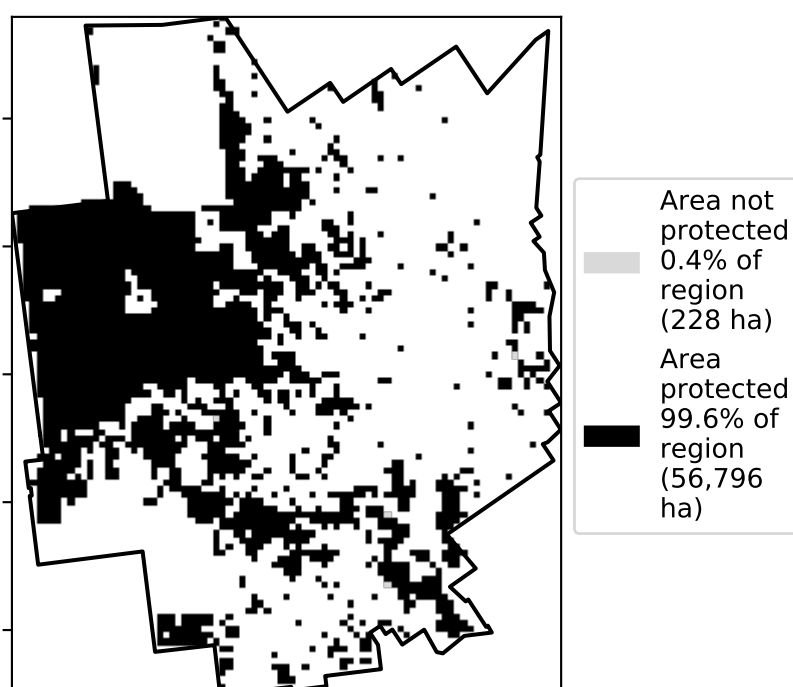 Area not
protected
0.4% of
region
(228 ha)
Area
protected
99.6% of
region
(56,796
ha)